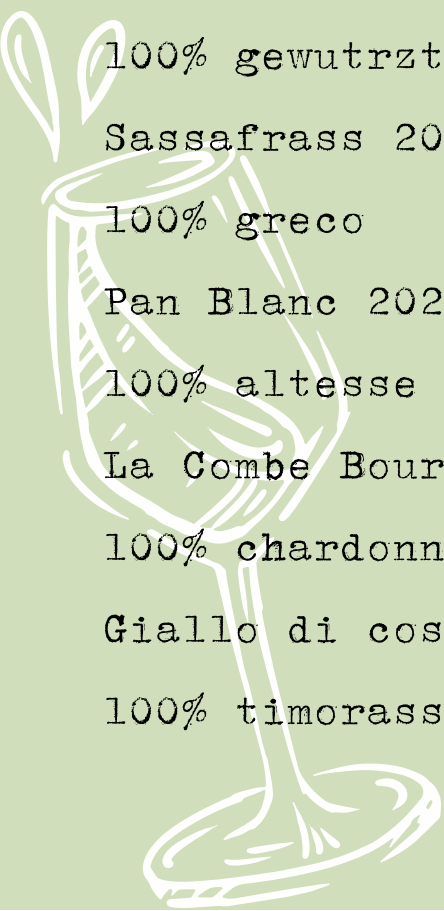 100% gewutrzt
Sassafrass 20
100% greco
Pan Blanc 202
100% altesse
La Combe Bour
100% chardonn
Giallo di cos
100% timorass